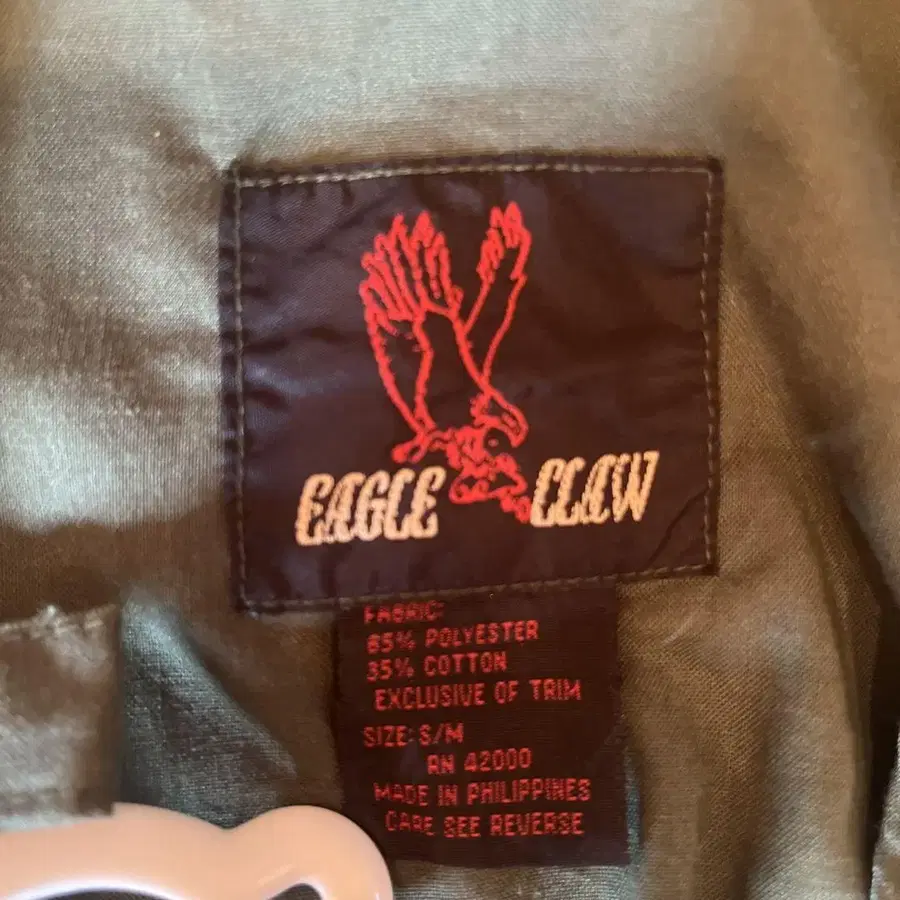 EAGLE CLAW
FABRIC:
65% POLYESTER
35% COTTON
EXCLUSIVE OF TRIM
SIZE: S/M
RN 42000
MADE IN PHILIPPINES
CARE SEE REVERSE